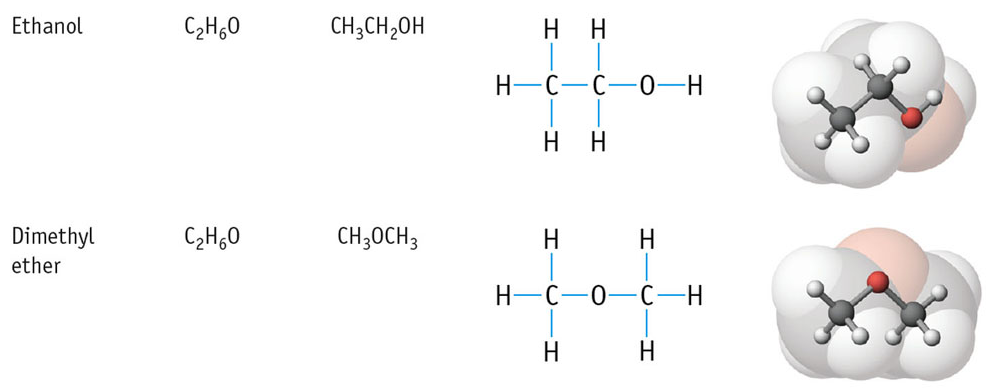 Ethanol C₂H₆O CH₃CH₂OH
H H
H—C—C—O—H
H H
Dimethyl ether C₂H₆O CH₃OCH₃
H H
H—C—O—C—H
H H